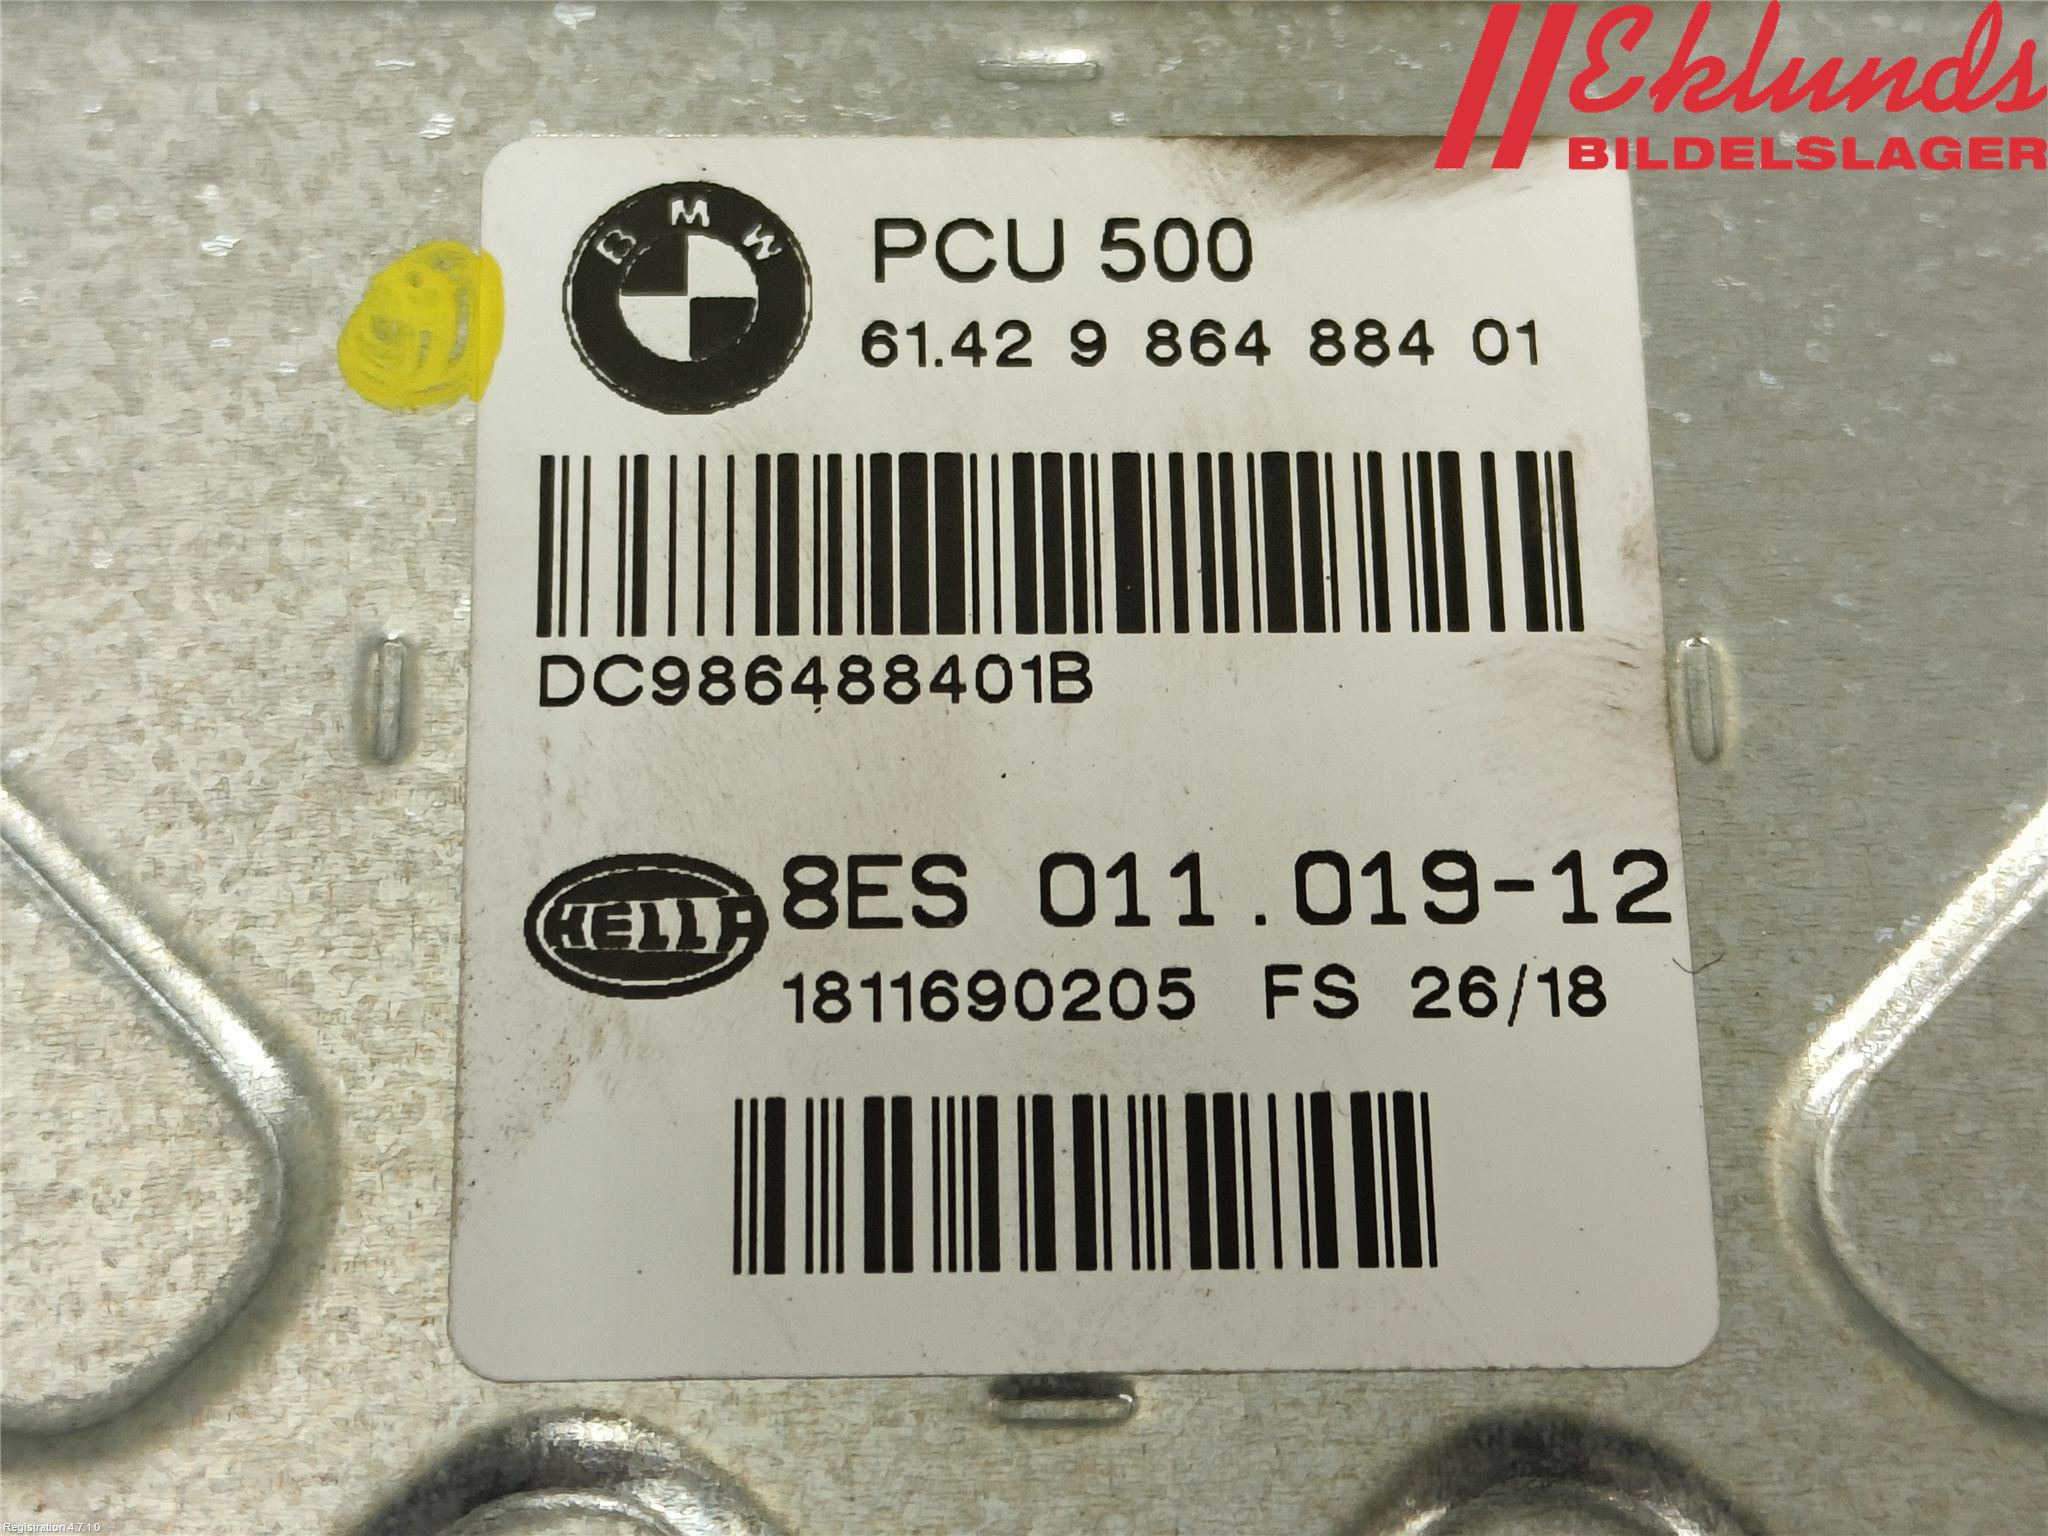 Eklunds
BILDELSLAGER
BMW
PCU 500
61.42 9 864 884 01
DC986488401B
HELLA 8ES 011.019-12
1811690205 FS 26/18
Registration 4.7.1.0